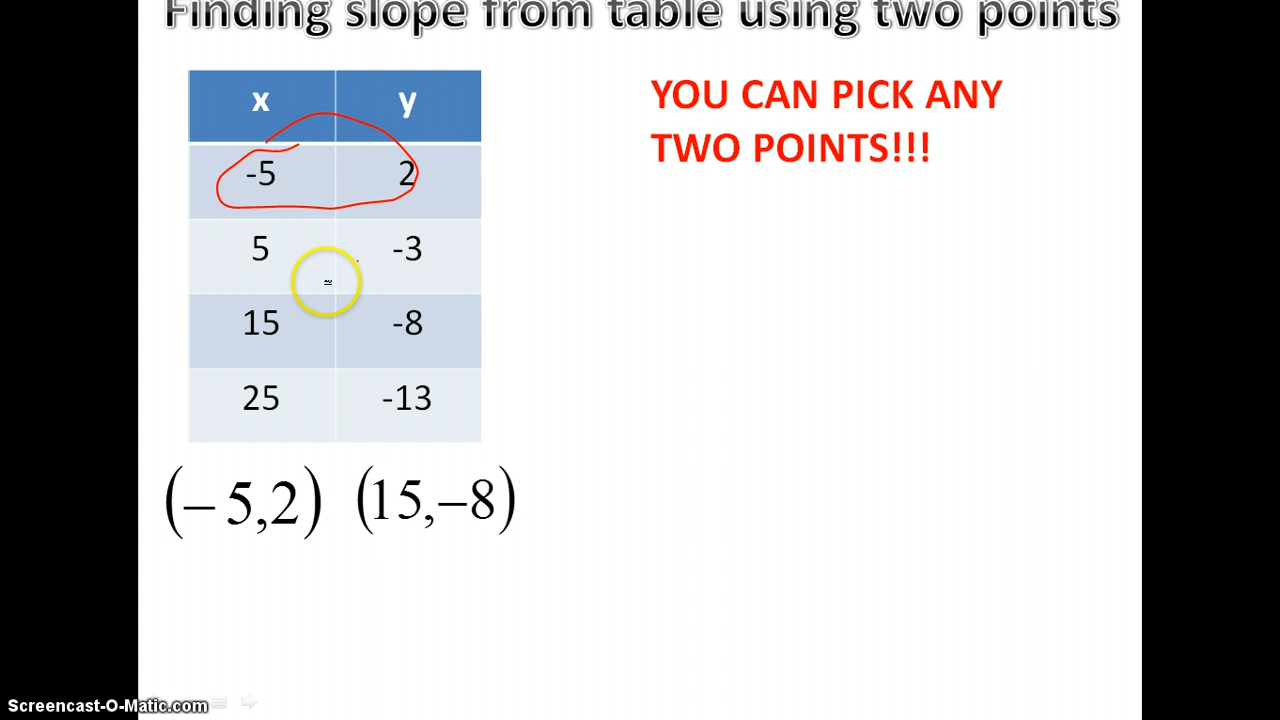 Finding slope from table using two points
YOU CAN PICK ANY
TWO POINTS!!!
x y
-5 2
5 -3
15 -8
25 -13
(−5,2) (15,−8)
Screencast-O-Matic.com